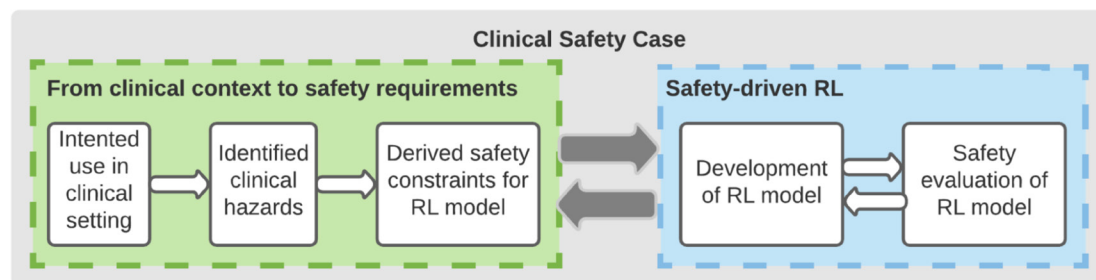 Clinical Safety Case
From clinical context to safety requirements
Intented
use in
clinical
setting
Identified
clinical
hazards
Derived safety
constraints for
RL model
Safety-driven RL
Development
of RL model
Safety
evaluation of
RL model